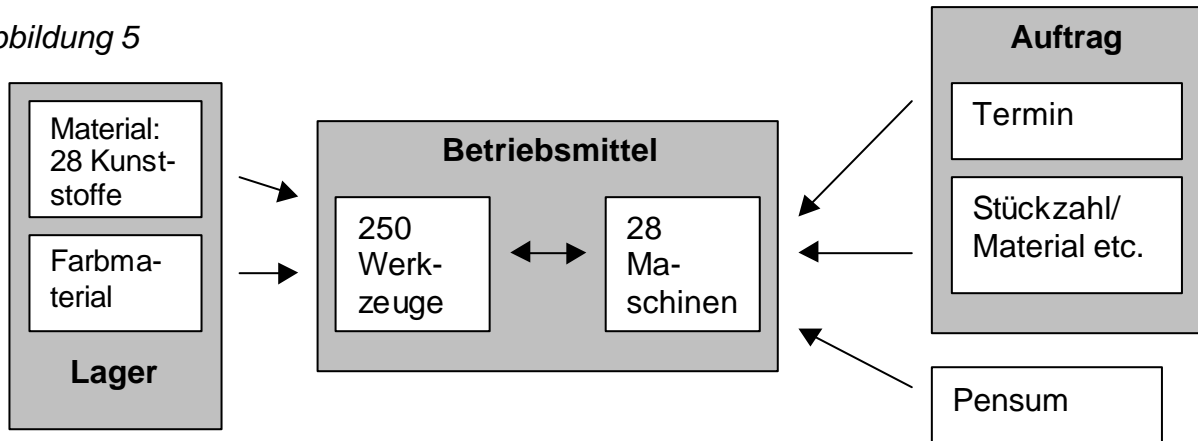 bbildung 5
Material:
28 Kunst-
stoffe
Farbma-
terial
Lager
Betriebsmittel
250
Werk-
zeuge
28
Ma-
schinen
Auftrag
Termin
Stückzahl/
Material etc.
Pensum